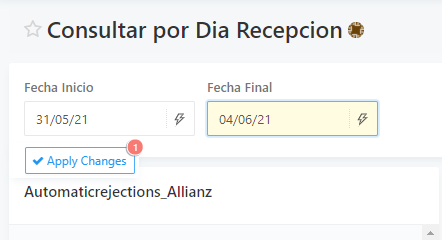 Consultar por Dia Recepcion
Fecha Inicio Fecha Final
31/05/21 04/06/21
Apply Changes 1
Automaticrejections_Allianz